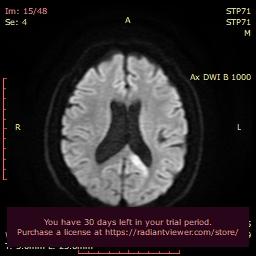 Im: 15/48
Se: 4
STP71
STP71
M
A
Ax DWI B 1000
R
L
You have 30 days left in your trial period.
Purchase a license at https://radiantviewer.com/store/